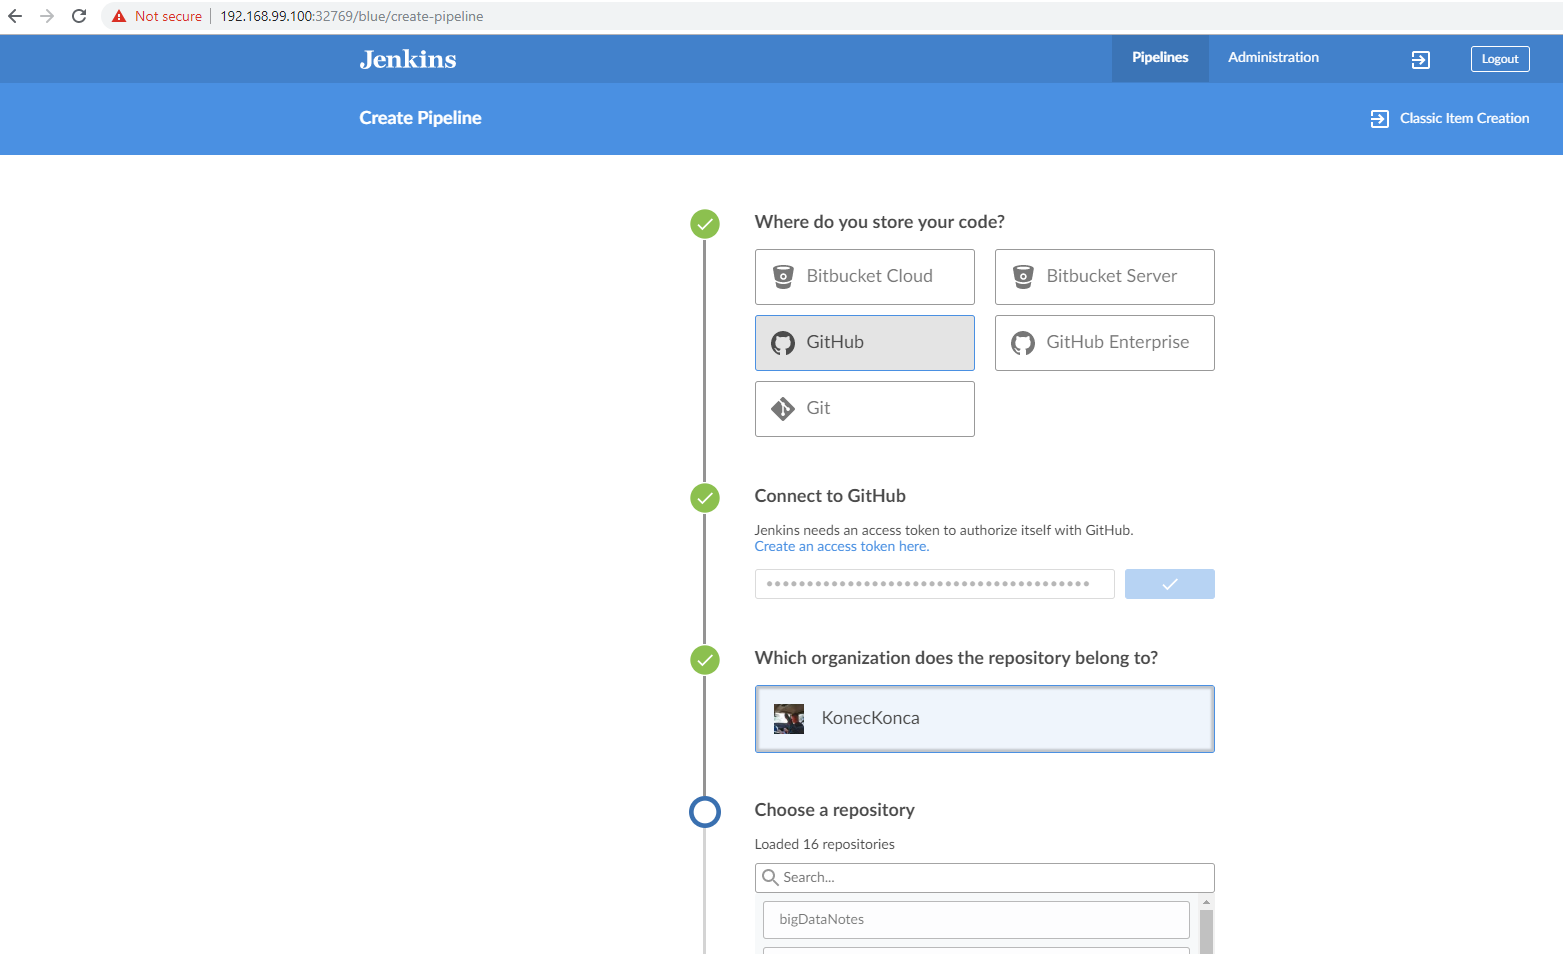 Not secure | 192.168.99.100:32769/blue/create-pipeline
Jenkins Pipelines Administration Logout
Create Pipeline Classic Item Creation
Where do you store your code?
Bitbucket Cloud Bitbucket Server
GitHub GitHub Enterprise
Git
Connect to GitHub
Jenkins needs an access token to authorize itself with GitHub.
Create an access token here.
Which organization does the repository belong to?
KonecKonca
Choose a repository
Loaded 16 repositories
Search...
bigDataNotes